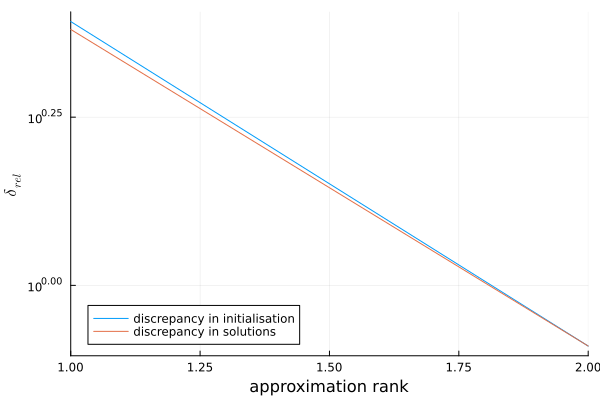 10^0.25
δ_rel
10^0.00
discrepancy in initialisation
discrepancy in solutions
1.00 1.25 1.50 1.75 2.00
approximation rank